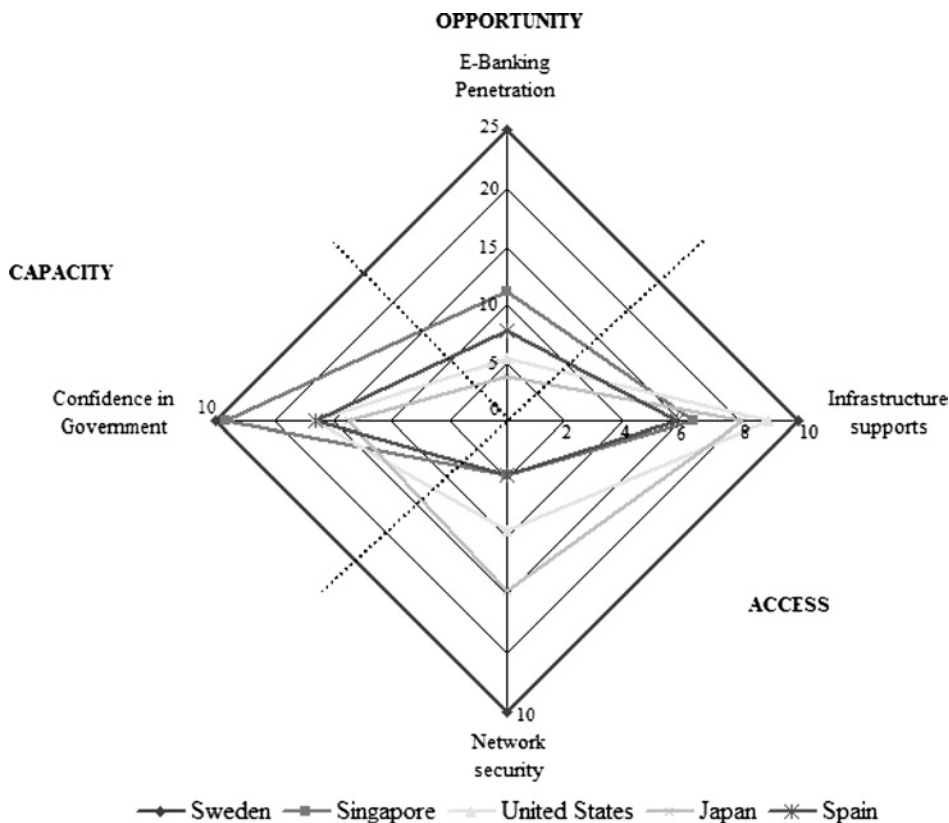 OPPORTUNITY
E-Banking
Penetration
25
20
15
CAPACITY
10
5
Confidence in
Government
10
0
2
4
6
8
10
Infrastructure
supports
ACCESS
10
Network
security
Sweden Singapore United States Japan Spain